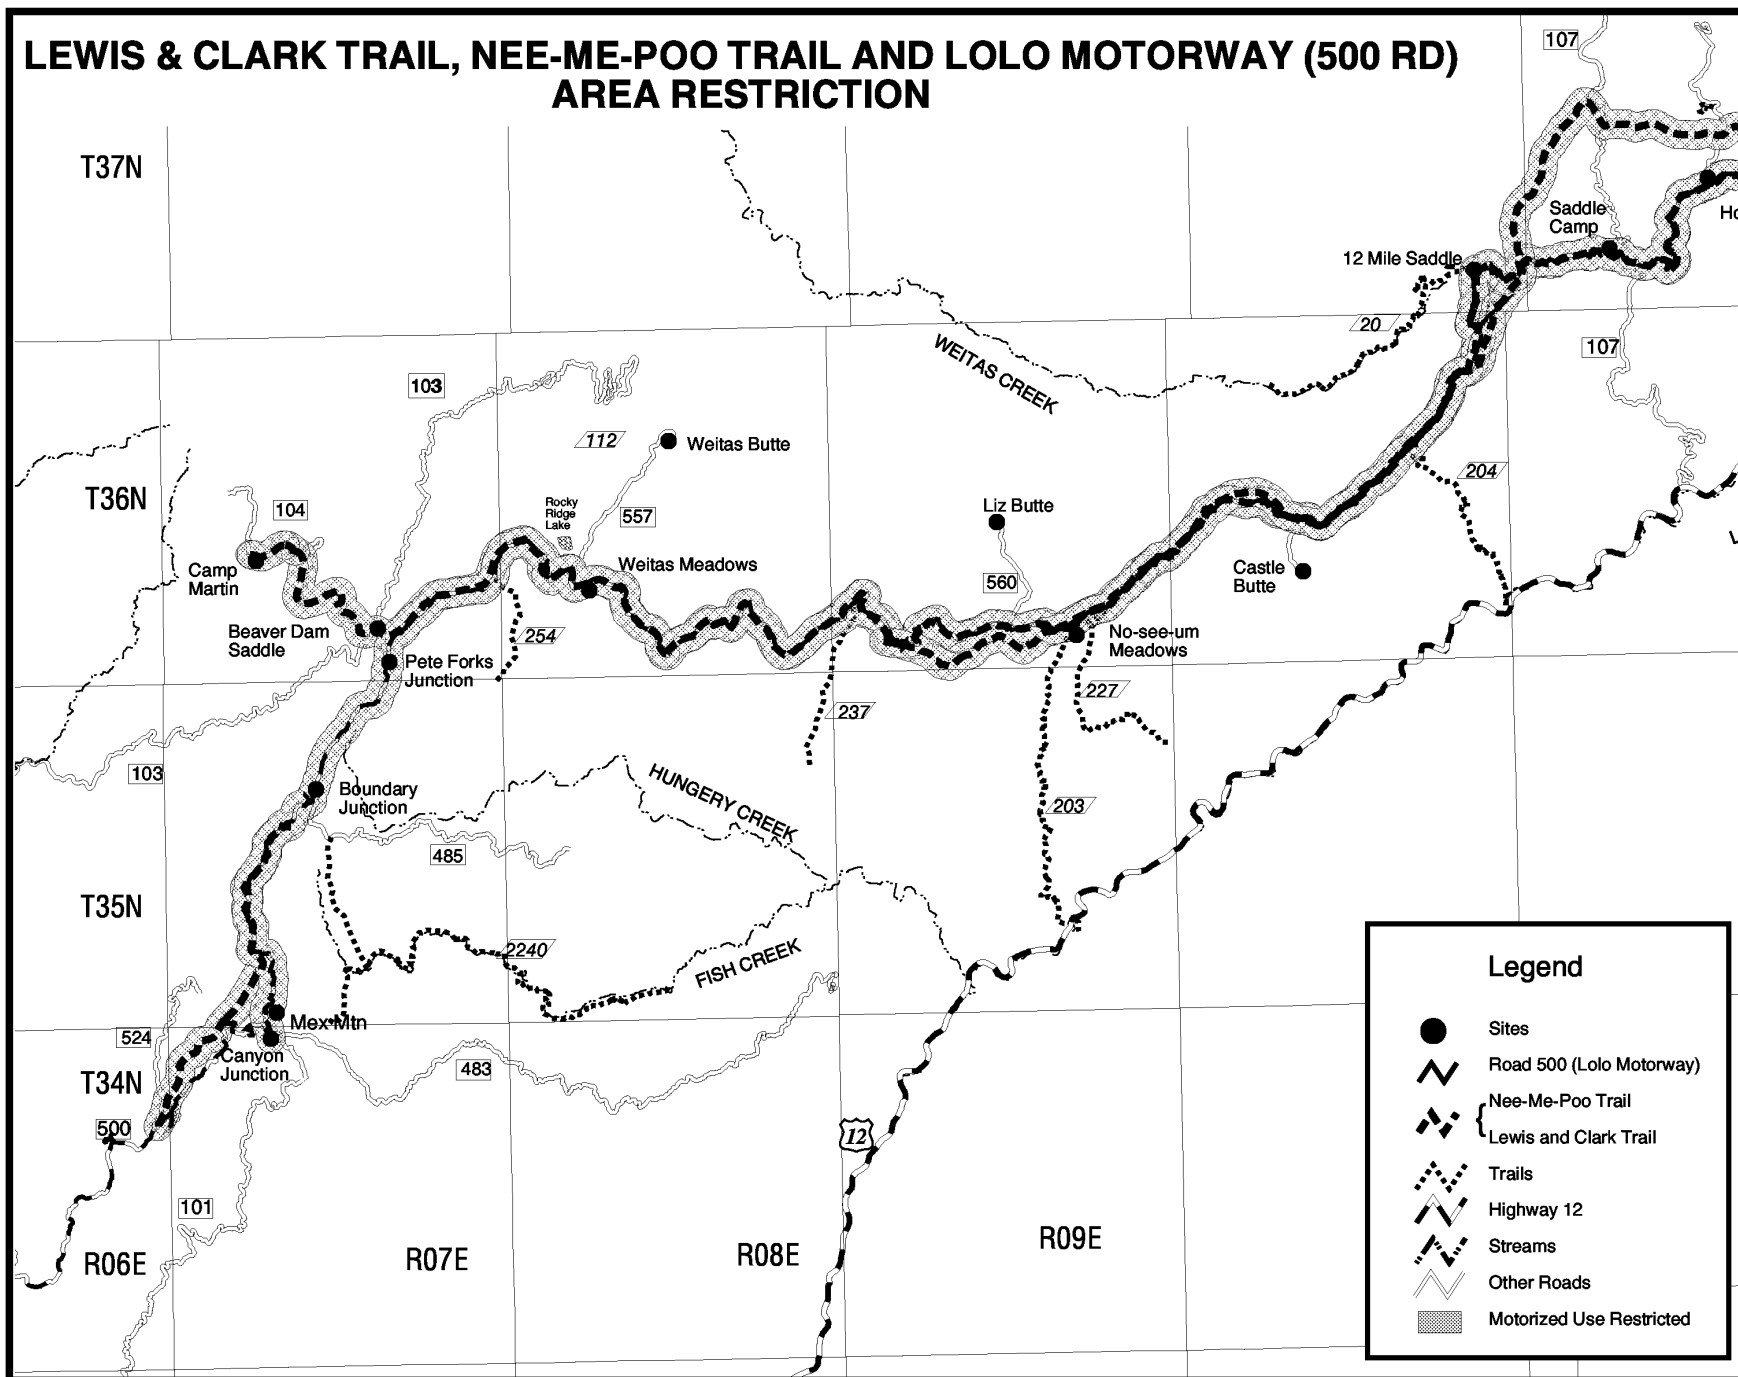 LEWIS & CLARK TRAIL, NEE-ME-POO TRAIL AND LOLO MOTORWAY (500 RD)
AREA RESTRICTION
107
T37N
Saddle
Camp
Ho
12 Mile Saddle
20
107
WEITAS CREEK
103
112
Weitas Butte
204
T36N
Rocky
Ridge
Lake
557
Liz Butte
104
Camp
Martin
Weitas Meadows
560
Castle
Butte
Beaver Dam
Saddle
254
No-see-um
Meadows
Pete Forks
Junction
227
237
103
Boundary
Junction
HUNGERY CREEK
203
485
T35N
2240
FISH CREEK
Mex Mtn
524
Canyon
Junction
483
T34N
500
12
101
R06E
R07E
R08E
R09E
Legend
Sites
Road 500 (Lolo Motorway)
Nee-Me-Poo Trail
Lewis and Clark Trail
Trails
Highway 12
Streams
Other Roads
Motorized Use Restricted